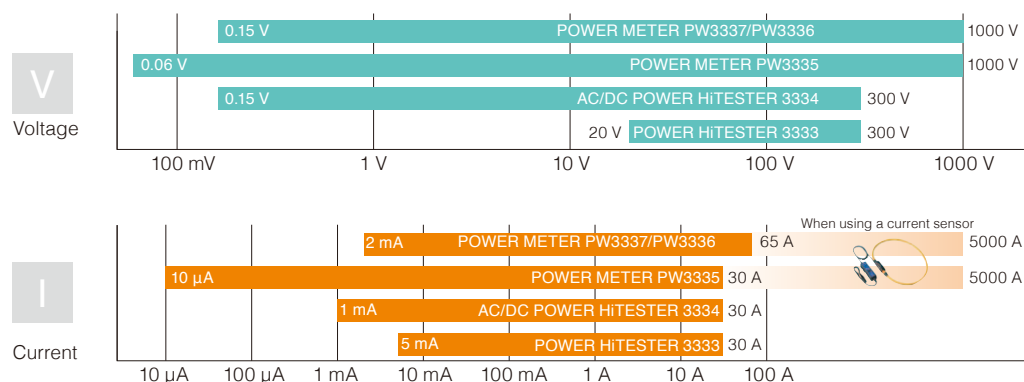 0.15 V POWER METER PW3337/PW3336 1000 V
0.06 V POWER METER PW3335 1000 V
V
0.15 V AC/DC POWER HiTESTER 3334 300 V
Voltage
20 V POWER HiTESTER 3333 300 V
100 mV 1 V 10 V 100 V 1000 V
When using a current sensor
2 mA POWER METER PW3337/PW3336 65 A 5000 A
10 µA POWER METER PW3335 30 A 5000 A
I
1 mA AC/DC POWER HiTESTER 3334 30 A
Current
5 mA POWER HiTESTER 3333 30 A
10 µA 100 µA 1 mA 10 mA 100 mA 1 A 10 A 100 A